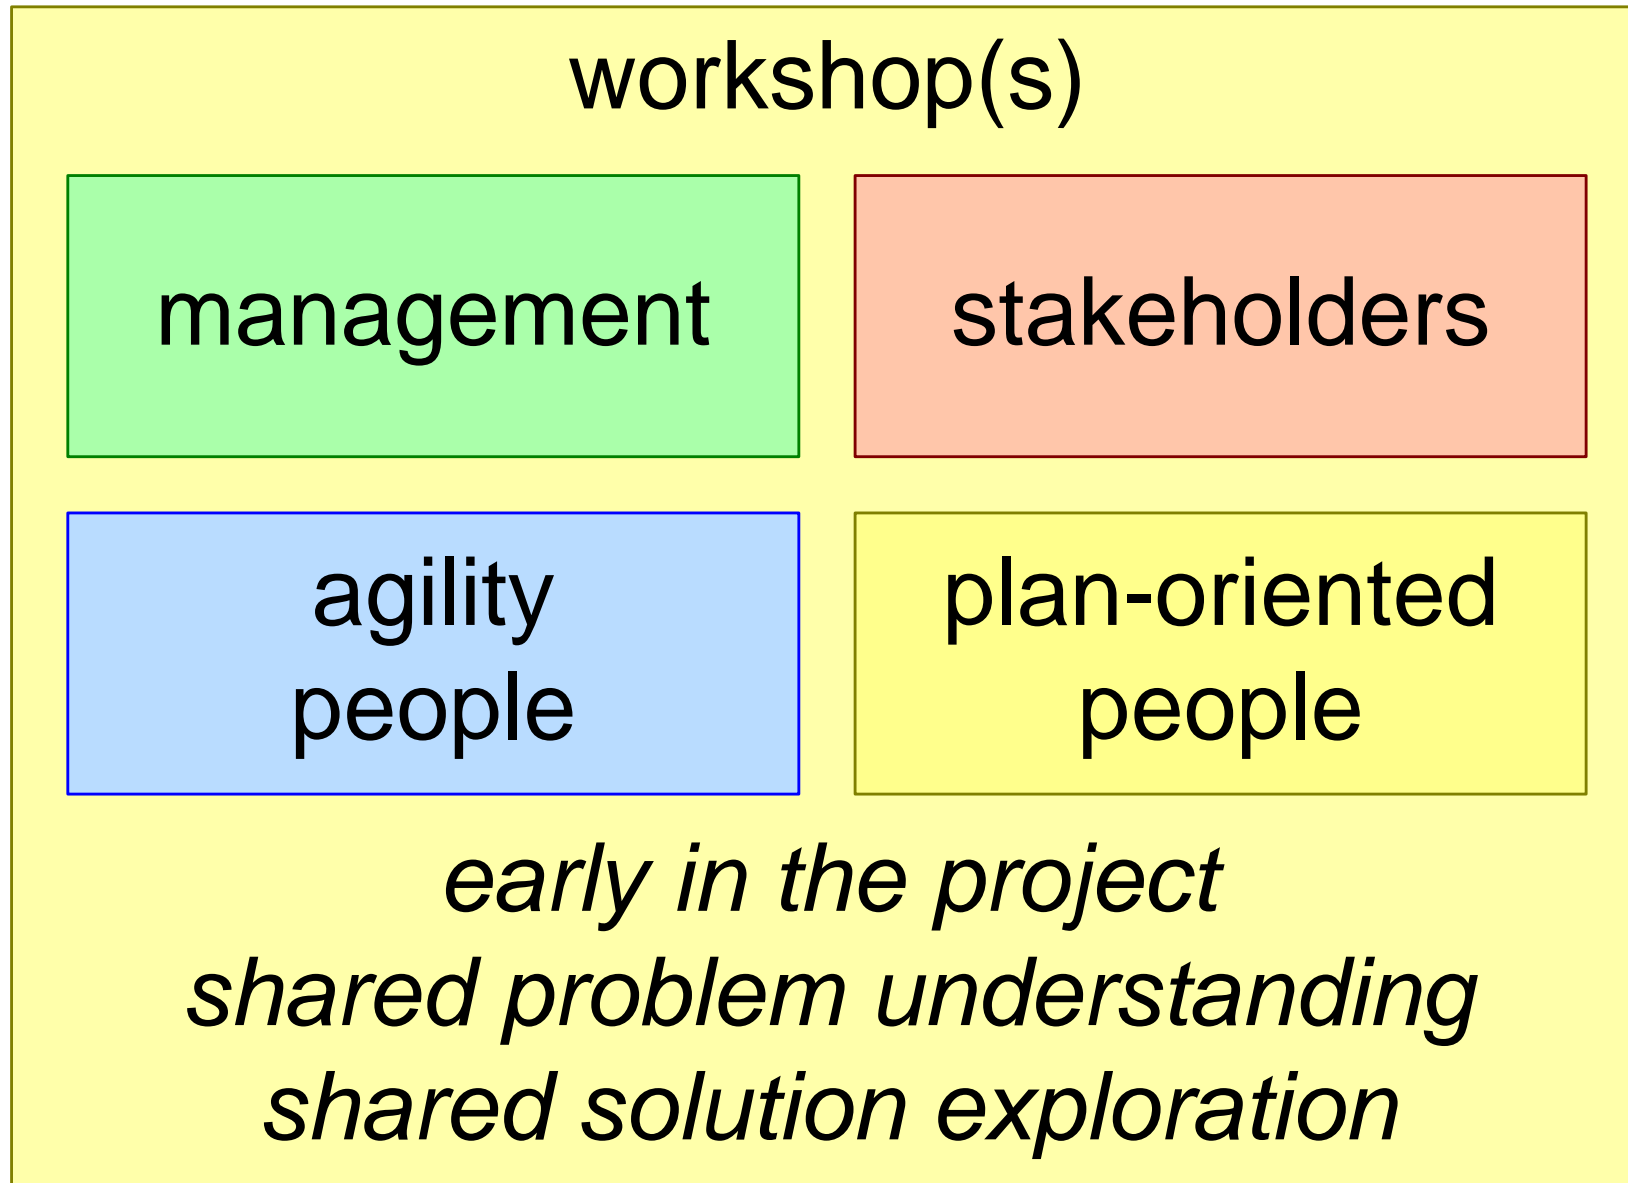 workshop(s)
management
stakeholders
agility
people
plan-oriented
people
early in the project
shared problem understanding
shared solution exploration